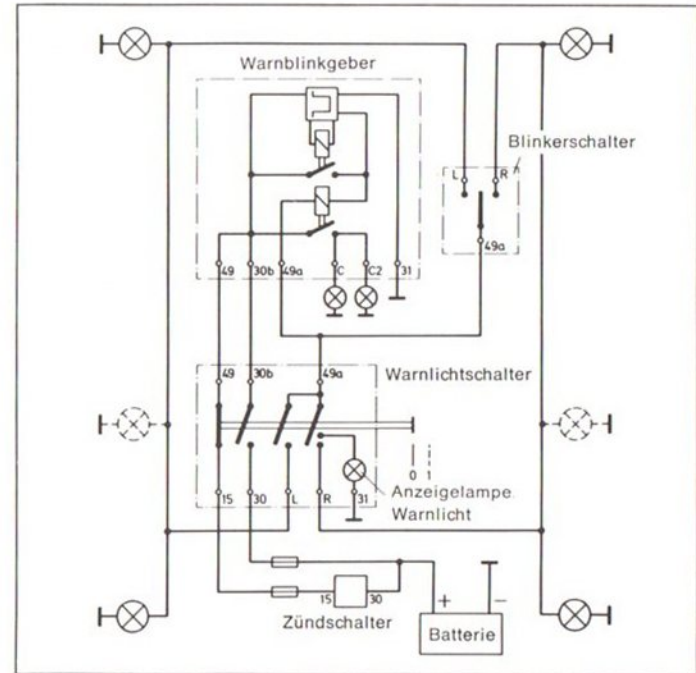 Warnblinkgeber
Blinkerschalter
L R
49a
49 30b 49a C C2 31
49 30b 49a
Warnlichtschalter
0 1
15 30 L R 31
Anzeigelampe
Warnlicht
15 30
Zündschalter
+ −
Batterie